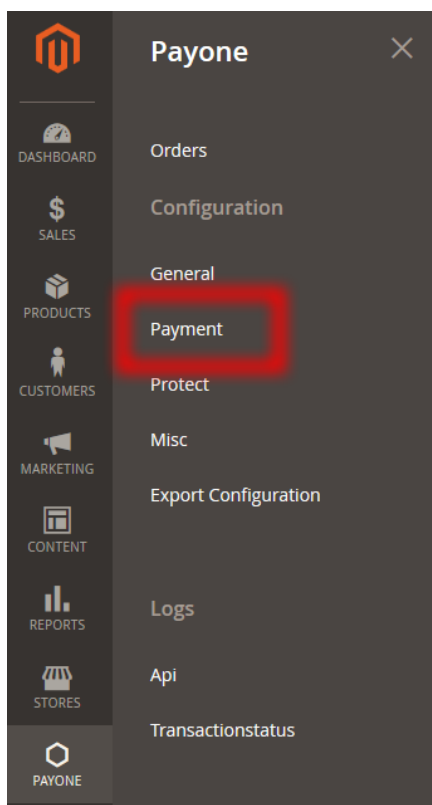 DASHBOARD
SALES
PRODUCTS
CUSTOMERS
MARKETING
CONTENT
REPORTS
STORES
PAYONE
Payone
Orders
Configuration
General
Payment
Protect
Misc
Export Configuration
Logs
Api
Transactionstatus